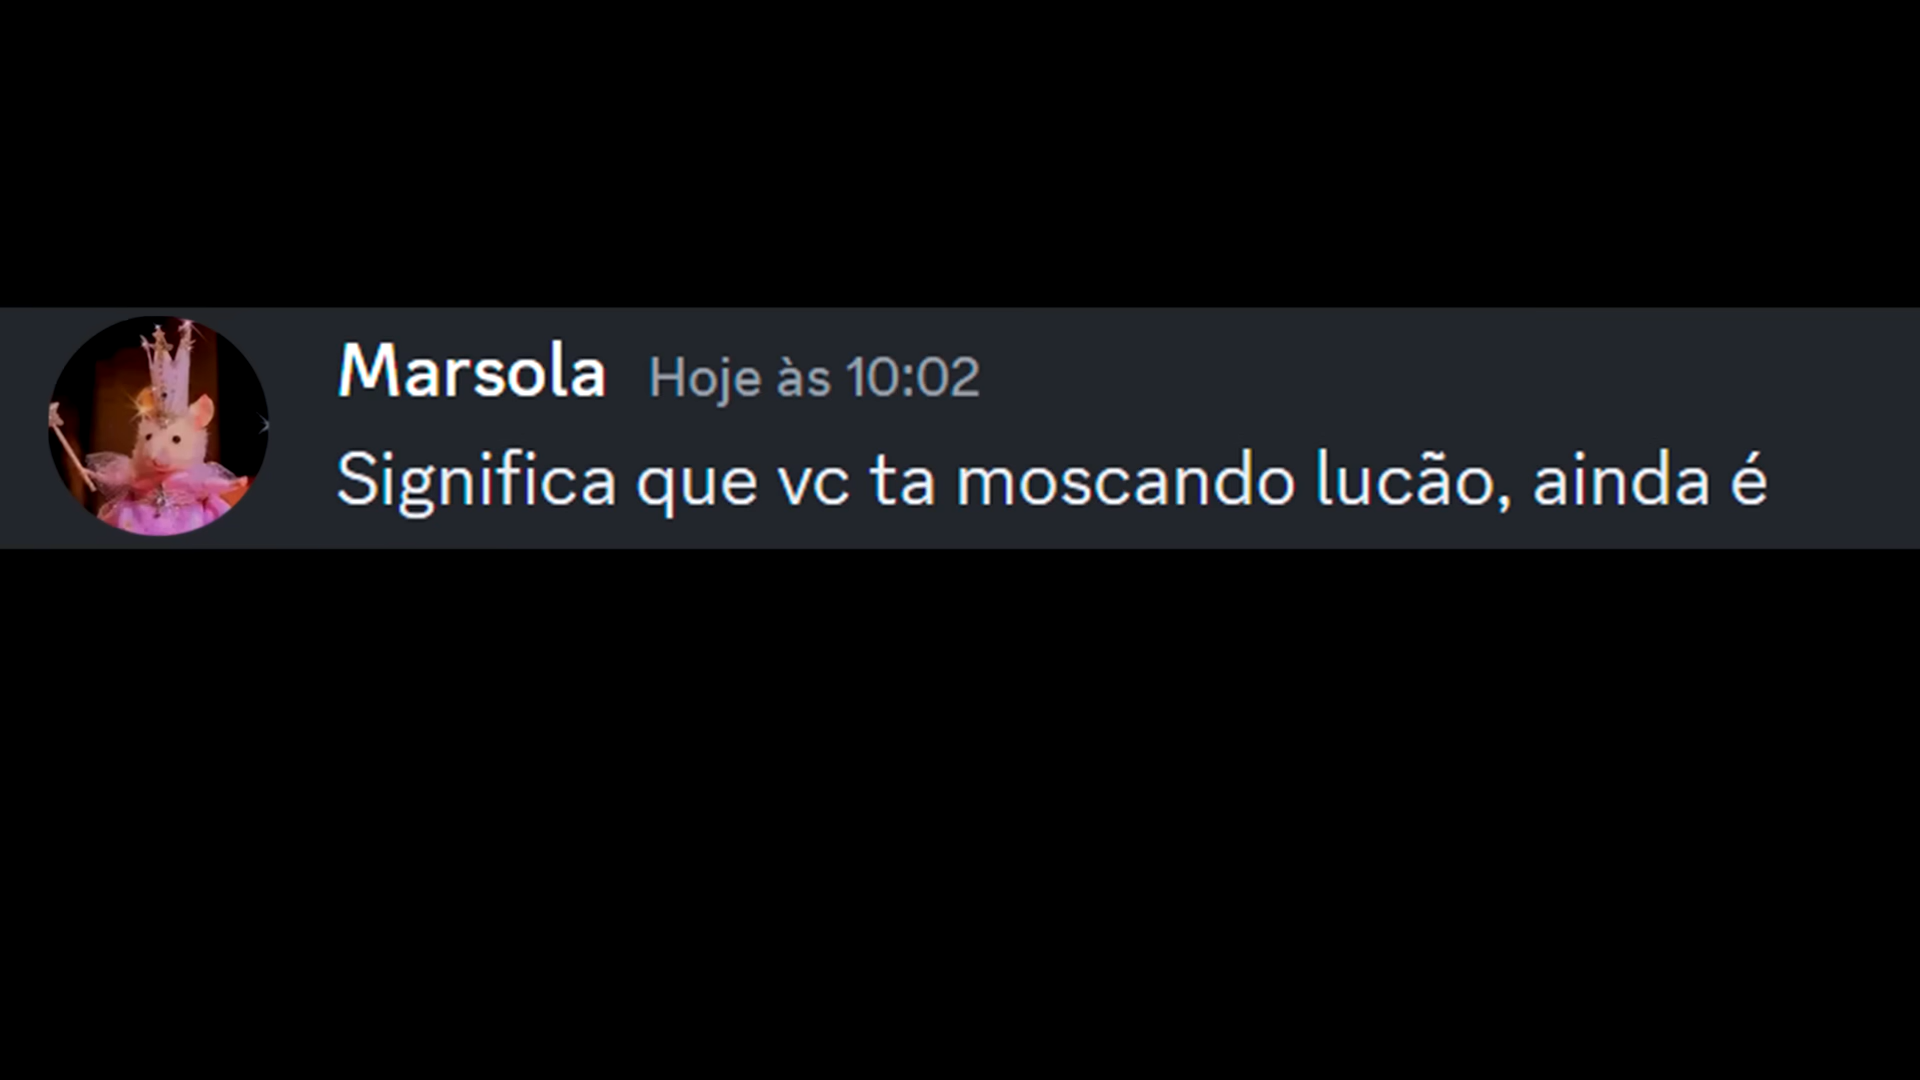 Marsola Hoje às 10:02
Significa que vc ta moscando lucão, ainda é